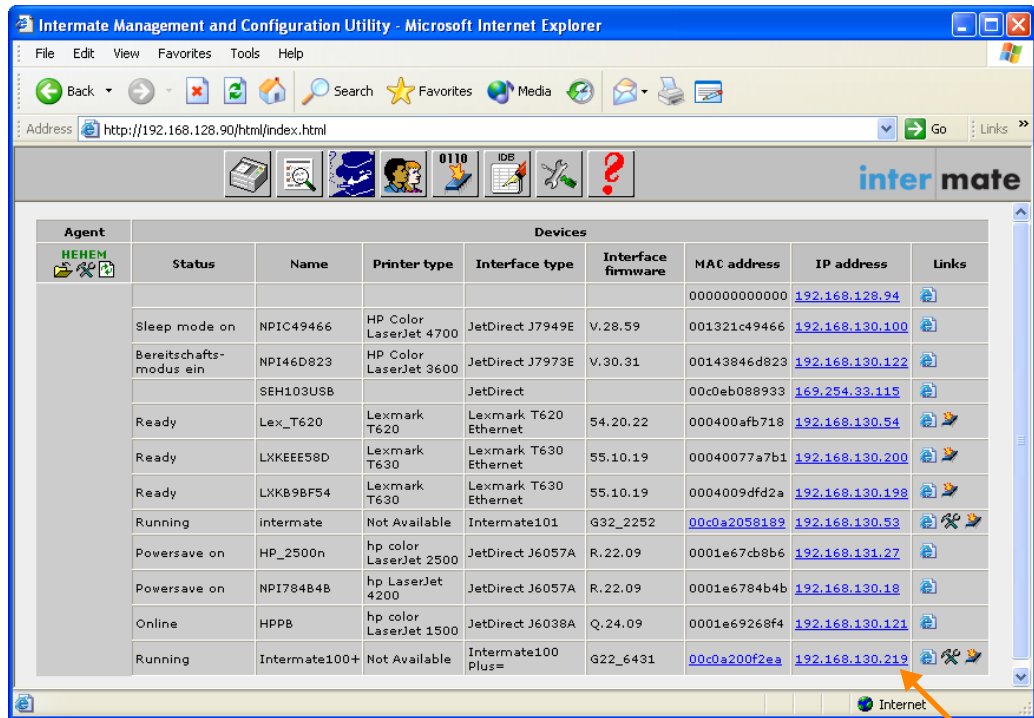 Intermate Management and Configuration Utility - Microsoft Internet Explorer
File Edit View Favorites Tools Help
Back Search Favorites Media
Address http://192.168.128.90/html/index.html Go Links »
0110 IDB ? inter mate
Agent Devices
HEHEM Status Name Printer type Interface type Interface firmware MAC address IP address Links
000000000000 192.168.128.94
Sleep mode on NPIC49466 HP Color LaserJet 4700 JetDirect J7949E V.28.59 001321c49466 192.168.130.100
Bereitschafts-modus ein NPI46D823 HP Color LaserJet 3600 JetDirect J7973E V.30.31 00143846d823 192.168.130.122
SEH103USB JetDirect 00c0eb088933 169.254.33.115
Ready Lex_T620 Lexmark T620 Lexmark T620 Ethernet 54.20.22 000400afb718 192.168.130.54
Ready LXKEEE58D Lexmark T630 Lexmark T630 Ethernet 55.10.19 00040077a7b1 192.168.130.200
Ready LXKB9BF54 Lexmark T630 Lexmark T630 Ethernet 55.10.19 0004009dfd2a 192.168.130.198
Running intermate Not Available Intermate101 G32_2252 00c0a2058189 192.168.130.53
Powersave on HP_2500n hp color LaserJet 2500 JetDirect J6057A R.22.09 0001e67cb8b6 192.168.131.27
Powersave on NPI784B4B hp LaserJet 4200 JetDirect J6057A R.22.09 0001e6784b4b 192.168.130.18
Online HPPB hp color LaserJet 1500 JetDirect J6038A Q.24.09 0001e69268f4 192.168.130.121
Running Intermate100+ Not Available Intermate100 Plus= G22_6431 00c0a200f2ea 192.168.130.219
Internet